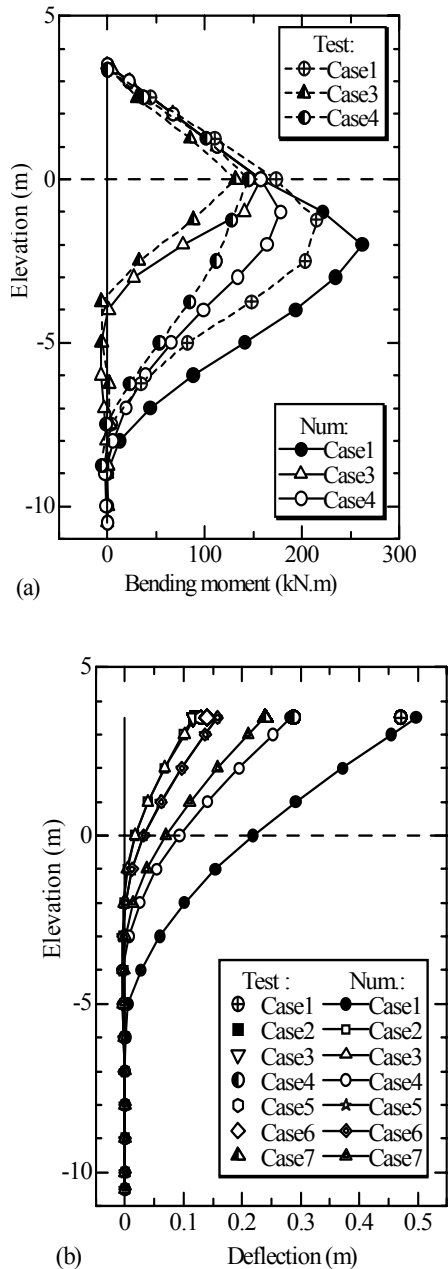 5
0
-5
-10
Elevation (m)
Test:
Case1
Case3
Case4
Num:
Case1
Case3
Case4
0 100 200 300
(a) Bending moment (kN.m)
5
0
-5
-10
Elevation (m)
Test : Num.:
Case1 Case1
Case2 Case2
Case3 Case3
Case4 Case4
Case5 Case5
Case6 Case6
Case7 Case7
0 0.1 0.2 0.3 0.4 0.5
(b) Deflection (m)